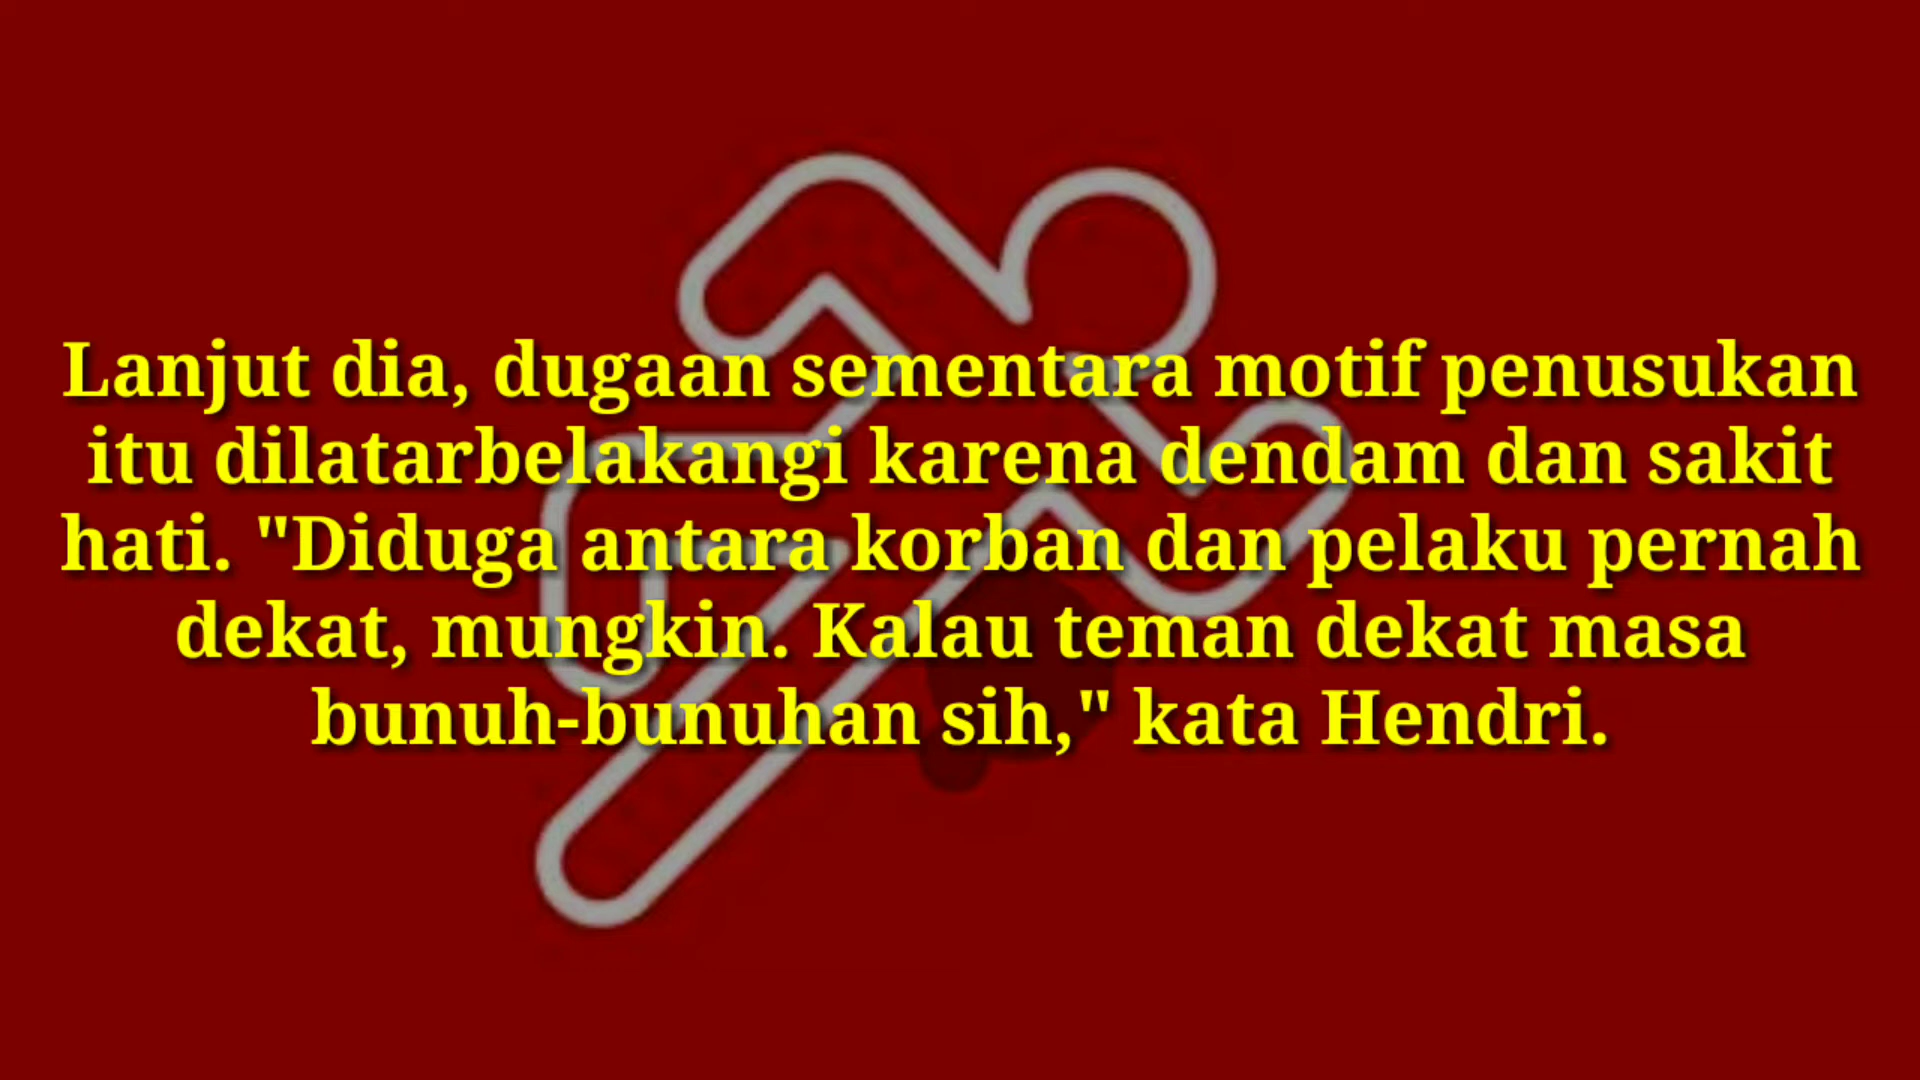 Lanjut dia, dugaan sementara motif penusukan
itu dilatarbelakangi karena dendam dan sakit
hati. "Diduga antara korban dan pelaku pernah
dekat, mungkin. Kalau teman dekat masa
bunuh-bunuhan sih," kata Hendri.